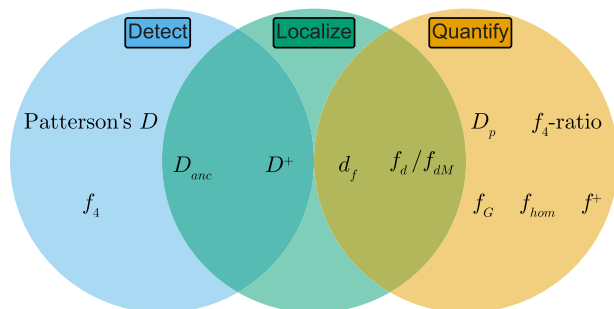 Detect Localize Quantify
Patterson's D D_p f_4-ratio
D_anc D^+ d_f f_d/f_dM
f_4 f_G f_hom f^+